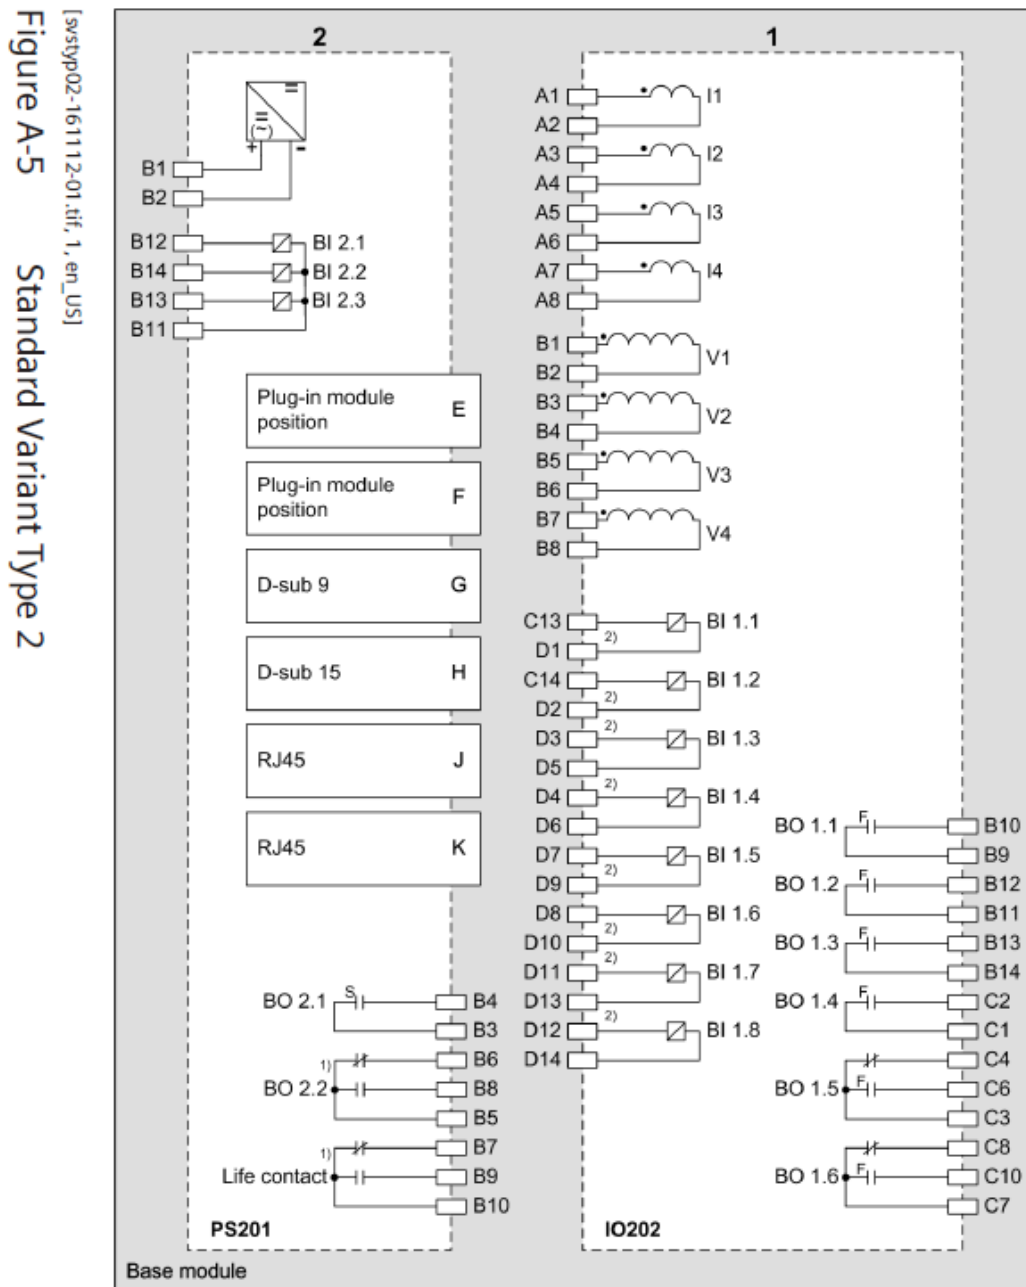 [svstyp02-161112-01.tif, 1, en_US]
Figure A-5 Standard Variant Type 2
2
=
=
(~)
+ -
B1
B2
B12 BI 2.1
B14 BI 2.2
B13 BI 2.3
B11
Plug-in module
position E
Plug-in module
position F
D-sub 9 G
D-sub 15 H
RJ45 J
RJ45 K
BO 2.1 S B4
B3
1) B6
BO 2.2 B8
B5
1) B7
Life contact B9
B10
PS201
1
A1 I1
A2
A3 I2
A4
A5 I3
A6
A7 I4
A8
B1
V1
B2
B3
V2
B4
B5
V3
B6
B7
V4
B8
C13 BI 1.1
2)
D1
C14 BI 1.2
2)
D2
2)
D3 BI 1.3
D5
2)
D4 BI 1.4
D6
D7 BI 1.5
2)
D9
D8 BI 1.6
2)
D10
2)
D11 BI 1.7
D13
2)
D12 BI 1.8
D14
BO 1.1 F B10
B9
BO 1.2 F B12
B11
BO 1.3 F B13
B14
BO 1.4 F C2
C1
C4
BO 1.5 F C6
C3
C8
BO 1.6 F C10
C7
IO202
Base module